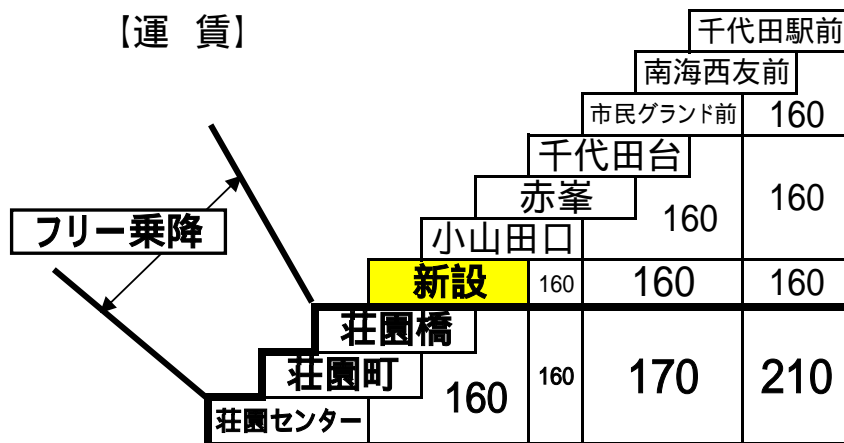 【運 賃】
千代田駅前
南海西友前
市民グランド前 160
千代田台
赤峯 160 160
フリー乗降
小山田口
新設 160 160 160
荘園橋
荘園町 160 160 170 210
荘園センター